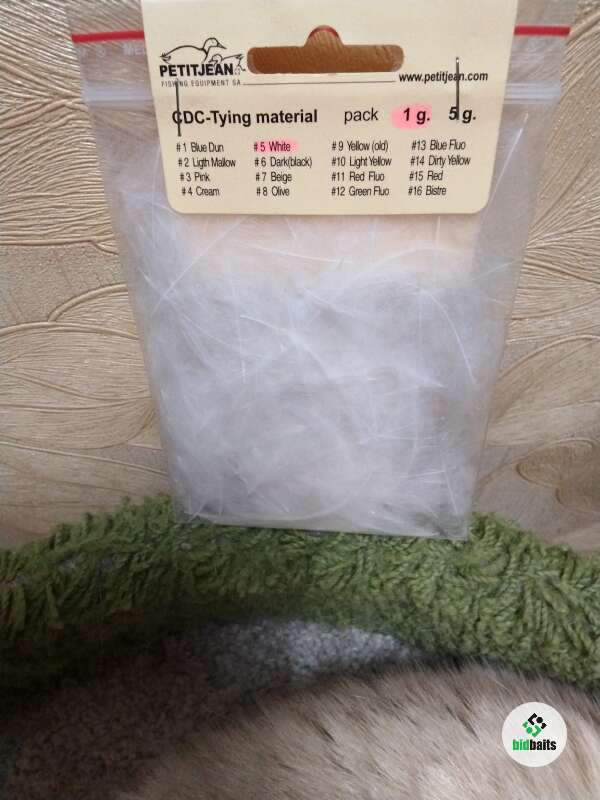 PETITJEAN
FISHING EQUIPMENT SA
www.petitjean.com
CDC-Tying material pack 1 g. 5 g.
# 1 Blue Dun # 5 White # 9 Yellow (old) #13 Blue Fluo
# 2 Ligth Mallow # 6 Dark(black) #10 Light Yellow #14 Dirty Yellow
# 3 Pink # 7 Beige #11 Red Fluo #15 Red
# 4 Cream # 8 Olive #12 Green Fluo #16 Bistre
bidbaits